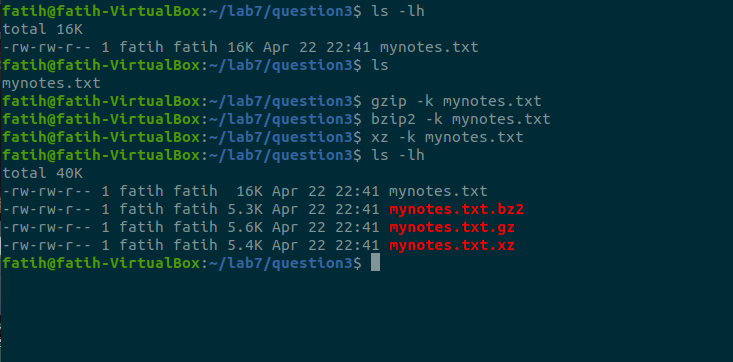 fatih@fatih-VirtualBox:~/lab7/question3$ ls -lh
total 16K
-rw-rw-r-- 1 fatih fatih 16K Apr 22 22:41 mynotes.txt
fatih@fatih-VirtualBox:~/lab7/question3$ ls
mynotes.txt
fatih@fatih-VirtualBox:~/lab7/question3$ gzip -k mynotes.txt
fatih@fatih-VirtualBox:~/lab7/question3$ bzip2 -k mynotes.txt
fatih@fatih-VirtualBox:~/lab7/question3$ xz -k mynotes.txt
fatih@fatih-VirtualBox:~/lab7/question3$ ls -lh
total 40K
-rw-rw-r-- 1 fatih fatih  16K Apr 22 22:41 mynotes.txt
-rw-rw-r-- 1 fatih fatih 5.3K Apr 22 22:41 mynotes.txt.bz2
-rw-rw-r-- 1 fatih fatih 5.6K Apr 22 22:41 mynotes.txt.gz
-rw-rw-r-- 1 fatih fatih 5.4K Apr 22 22:41 mynotes.txt.xz
fatih@fatih-VirtualBox:~/lab7/question3$